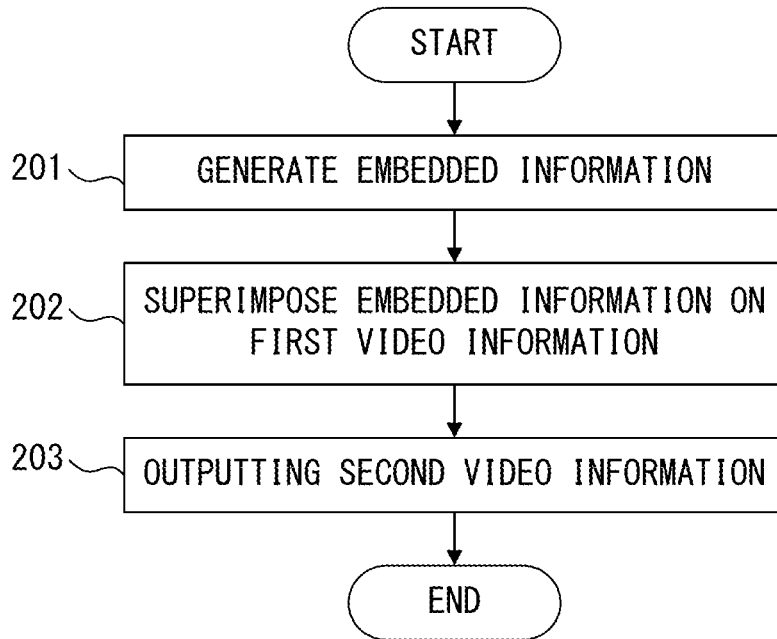 START
201
GENERATE EMBEDDED INFORMATION
202
SUPERIMPOSE EMBEDDED INFORMATION ON
FIRST VIDEO INFORMATION
203
OUTPUTTING SECOND VIDEO INFORMATION
END